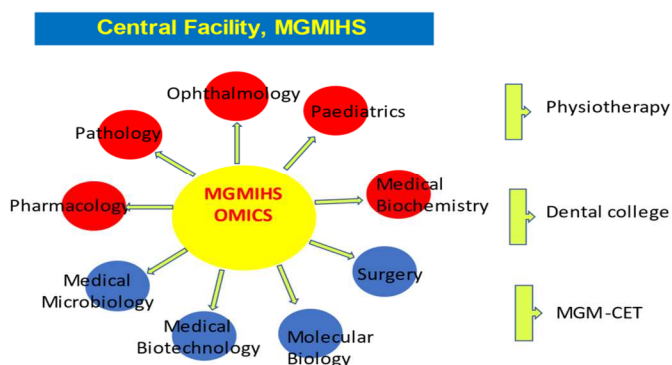 Central Facility, MGMIHS
Ophthalmology
Paediatrics
Pathology
Physiotherapy
MGMIHS
OMICS
Medical
Biochemistry
Pharmacology
Dental college
Surgery
Medical
Microbiology
Medical
Biotechnology
Molecular
Biology
MGM-CET